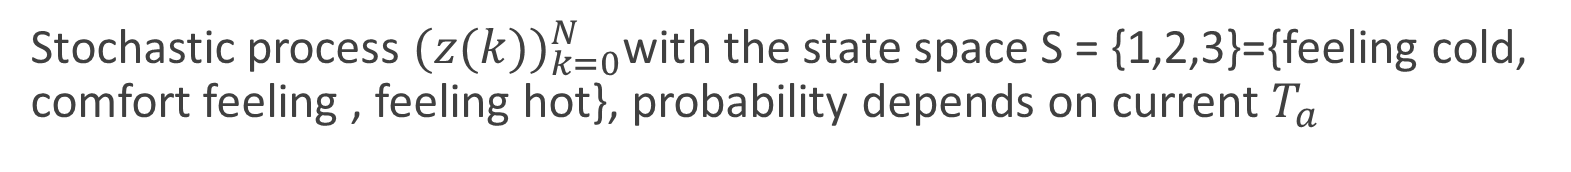 Stochastic process $(z(k))_{k=0}^{N}$with the state space S = {1,2,3}={feeling cold,
comfort feeling , feeling hot}, probability depends on current $T_a$